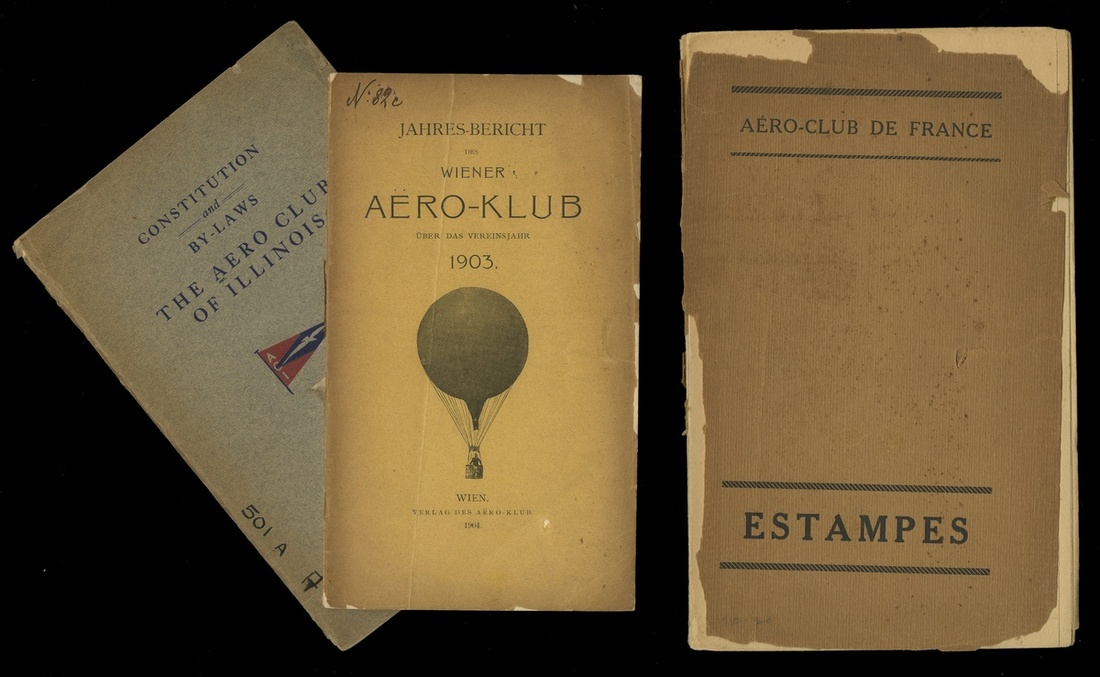 CONSTITUTION
and
BY-LAWS
THE AERO CLUB
OF ILLINOIS
501 A
N: 82c
JAHRES-BERICHT
DES
WIENER
AËRO-KLUB
ÜBER DAS VEREINSJAHR
1903.
WIEN.
VERLAG DES AËRO-KLUB.
1904.
AÉRO-CLUB DE FRANCE
ESTAMPES